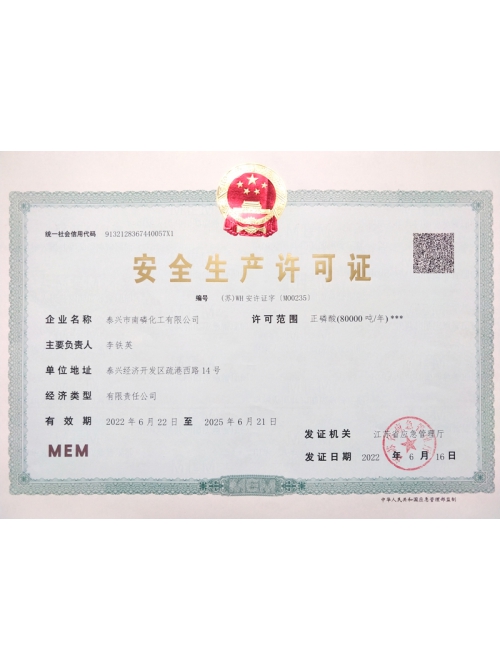 统一社会信用代码 9132128367440057X1
安全生产许可证
编号 (苏)WH安许证字〔M00235〕
企业名称 泰兴市南磷化工有限公司 许可范围 正磷酸(80000吨/年)***
主要负责人 李铁英
单位地址 泰兴经济开发区疏港西路14号
经济类型 有限责任公司
有效期 2022年6月22日至2025年6月21日
发证机关 江苏省应急管理厅
MEM
发证日期 2022年6月16日
MEM
中华人民共和国应急管理部监制